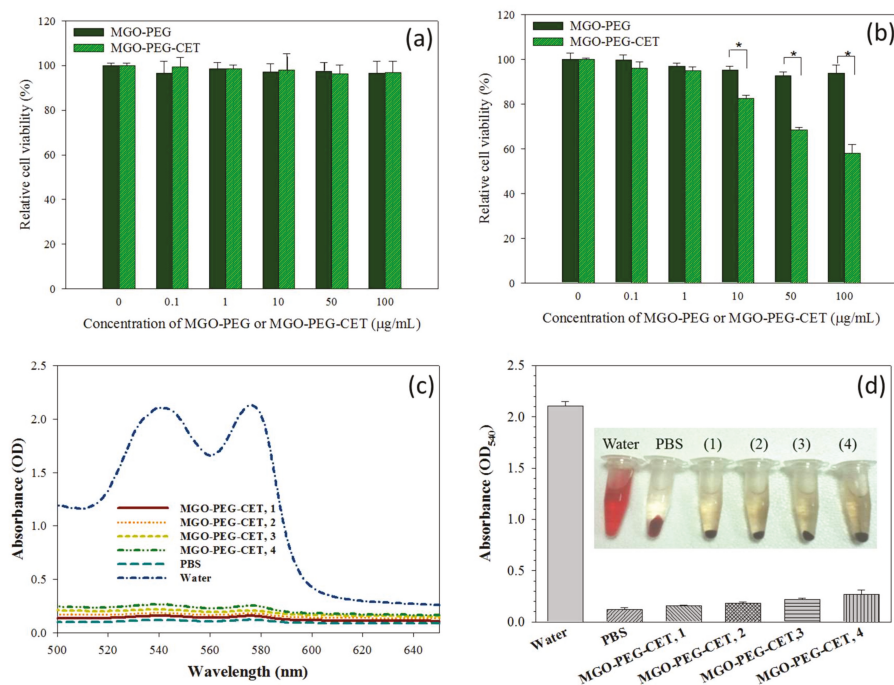 (a)
MGO-PEG
MGO-PEG-CET
Relative cell viability (%)
120
100
80
60
40
20
0
0 0.1 1 10 50 100
Concentration of MGO-PEG or MGO-PEG-CET (μg/mL)
(b)
MGO-PEG
MGO-PEG-CET
* * *
Relative cell viability (%)
120
100
80
60
40
20
0
0 0.1 1 10 50 100
Concentration of MGO-PEG or MGO-PEG-CET (μg/mL)
(c)
Absorbance (OD)
2.5
2.0
1.5
1.0
0.5
0.0
MGO-PEG-CET, 1
MGO-PEG-CET, 2
MGO-PEG-CET, 3
MGO-PEG-CET, 4
PBS
Water
500 520 540 560 580 600 620 640
Wavelength (nm)
(d)
Absorbance (OD540)
2.5
2.0
1.5
1.0
0.5
0.0
Water PBS (1) (2) (3) (4)
Water
PBS
MGO-PEG-CET, 1
MGO-PEG-CET, 2
MGO-PEG-CET,3
MGO-PEG-CET, 4